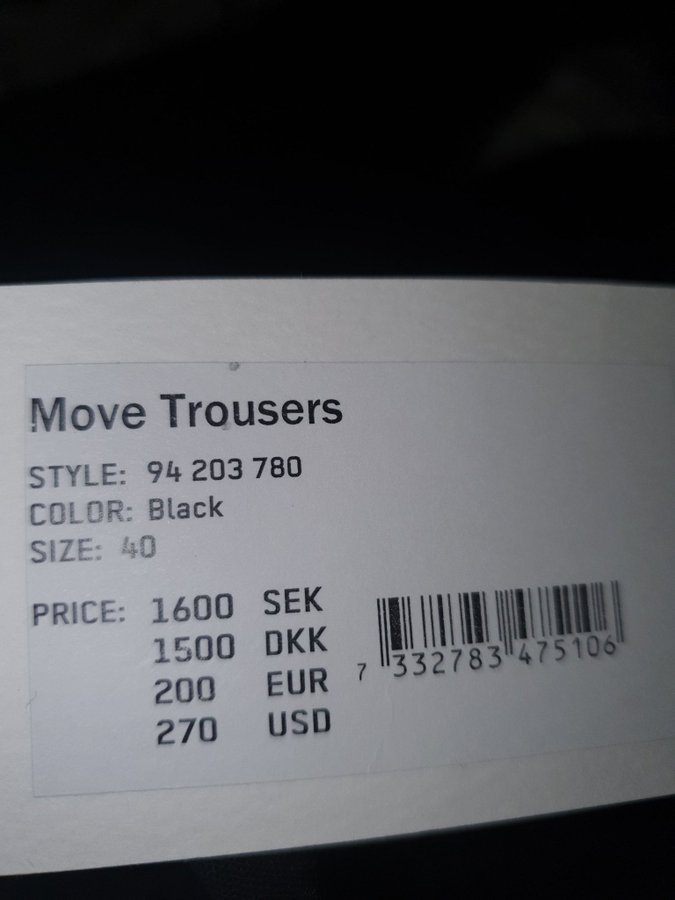 Move Trousers
STYLE: 94 203 780
COLOR: Black
SIZE: 40
PRICE: 1600 SEK
1500 DKK
200 EUR
270 USD
7 332783 475106